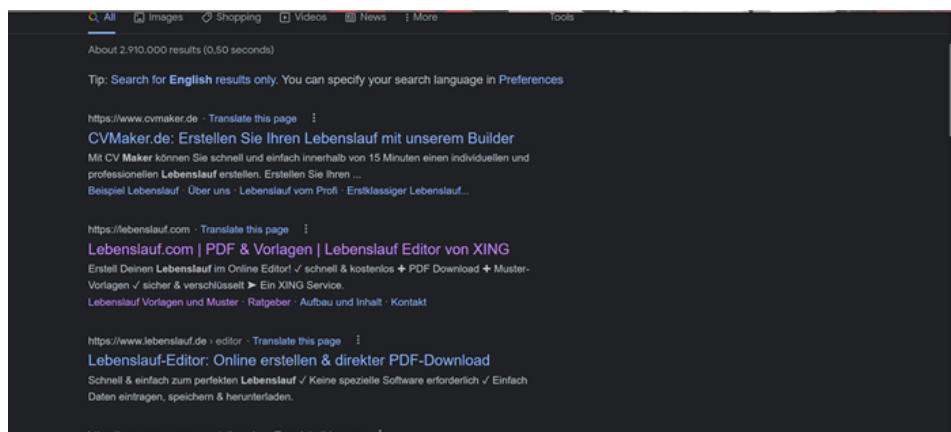 All Images Shopping Videos News More Tools
About 2.910.000 results (0,50 seconds)
Tip: Search for English results only. You can specify your search language in Preferences
https://www.cvmaker.de · Translate this page
CVMaker.de: Erstellen Sie Ihren Lebenslauf mit unserem Builder
Mit CV Maker können Sie schnell und einfach innerhalb von 15 Minuten einen individuellen und
professionellen Lebenslauf erstellen. Erstellen Sie Ihren ...
Beispiel Lebenslauf · Über uns · Lebenslauf vom Profi · Erstklassiger Lebenslauf...
https://lebenslauf.com · Translate this page
Lebenslauf.com | PDF & Vorlagen | Lebenslauf Editor von XING
Erstell Deinen Lebenslauf im Online Editor! ✓ schnell & kostenlos ✚ PDF Download ✚ Muster-
Vorlagen ✓ sicher & verschlüsselt ➤ Ein XING Service.
Lebenslauf Vorlagen und Muster · Ratgeber · Aufbau und Inhalt · Kontakt
https://www.lebenslauf.de › editor · Translate this page
Lebenslauf-Editor: Online erstellen & direkter PDF-Download
Schnell & einfach zum perfekten Lebenslauf ✓ Keine spezielle Software erforderlich ✓ Einfach
Daten eintragen, speichern & herunterladen.